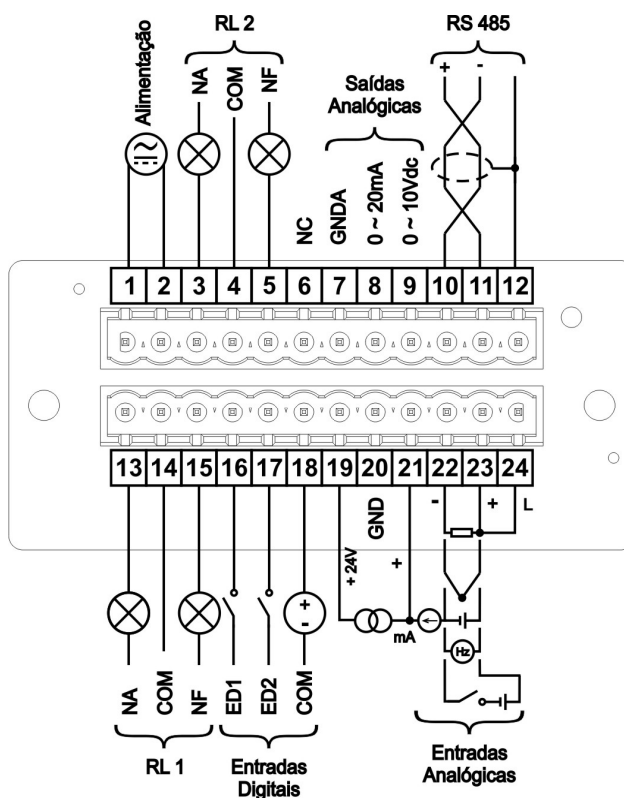 RL 2
RS 485
Alimentação
NA
COM
NF
Saídas
Analógicas
+ -
NC
GNDA
0 ~ 20mA
0 ~ 10Vdc
1 2 3 4 5 6 7 8 9 10 11 12
13 14 15 16 17 18 19 20 21 22 23 24
GND
- + L
+ 24V
+
+
-
mA
Hz
NA
COM
NF
ED1
ED2
COM
RL 1
Entradas
Digitais
Entradas
Analógicas